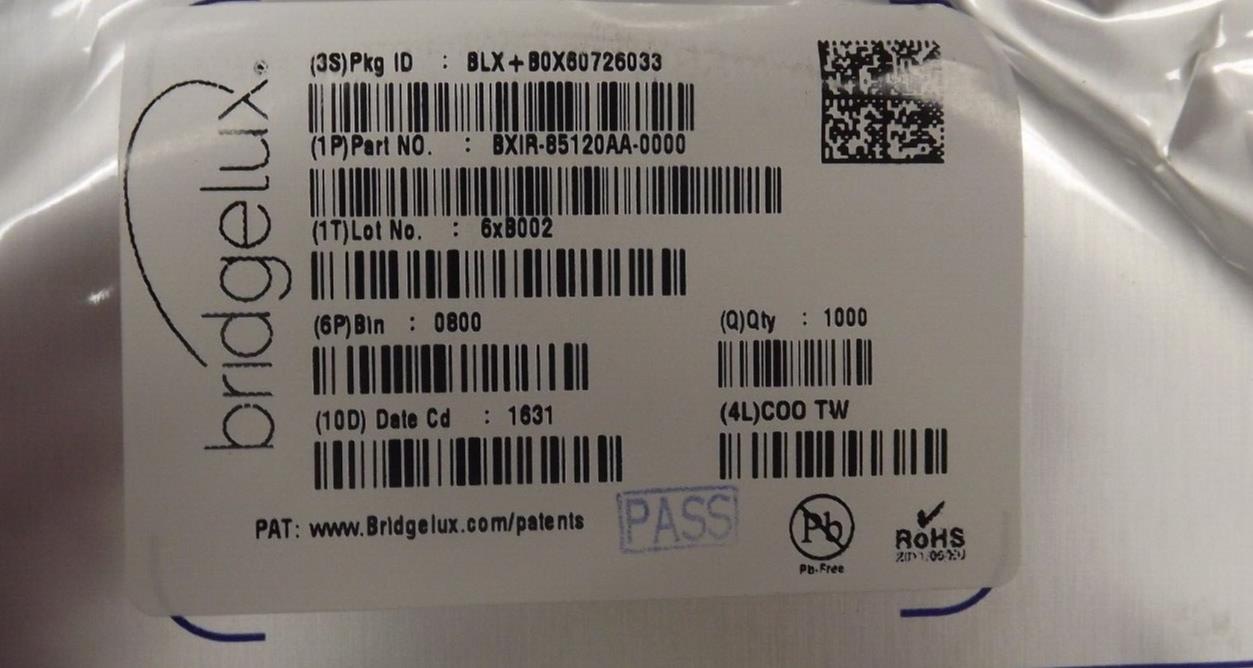 bridgelux
(3S)Pkg ID : BLX+B0X60726033
(1P)Part NO. : BXIR-85120AA-0000
(1T)Lot No. : 6xB002
(6P)Bin : 0800
(Q)Qty : 1000
(10D) Date Cd : 1631
(4L)COO TW
PAT: www.Bridgelux.com/patents
PASS
Pb
Pb-Free
RoHS